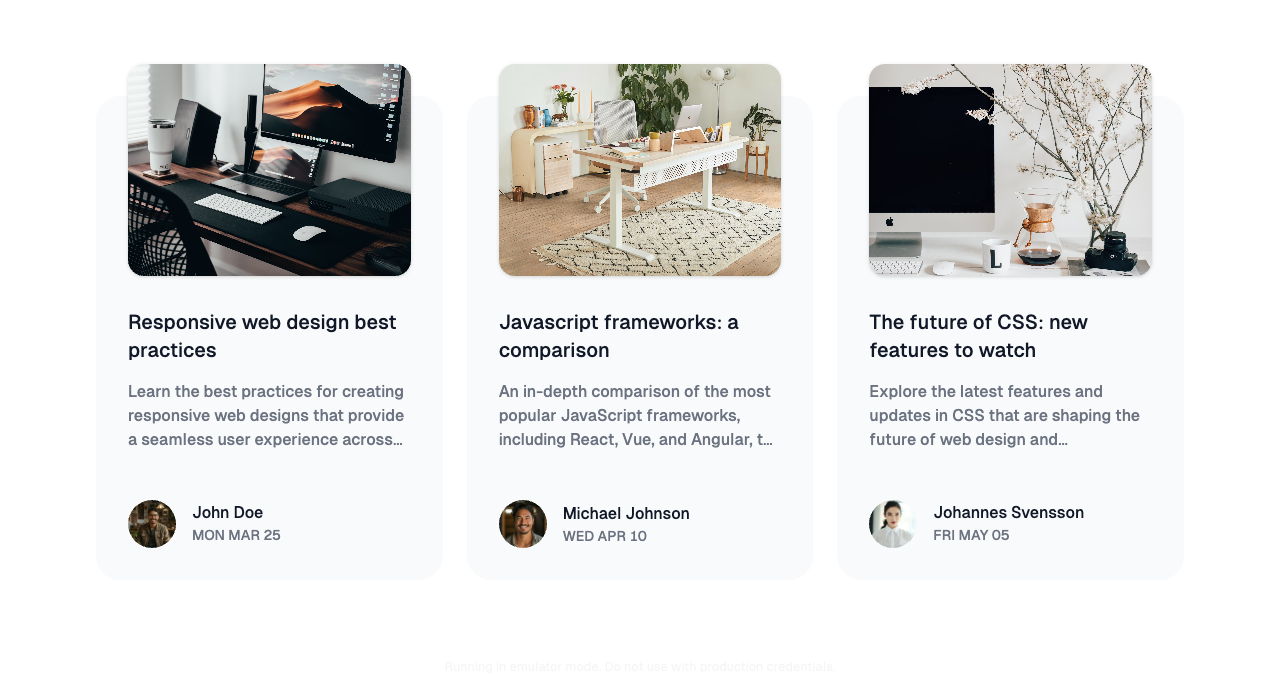 Responsive web design best
practices
Learn the best practices for creating
responsive web designs that provide
a seamless user experience across...
John Doe
MON MAR 25
Javascript frameworks: a
comparison
An in-depth comparison of the most
popular JavaScript frameworks,
including React, Vue, and Angular, t...
Michael Johnson
WED APR 10
L
The future of CSS: new
features to watch
Explore the latest features and
updates in CSS that are shaping the
future of web design and...
Johannes Svensson
FRI MAY 05
Running in emulator mode. Do not use with production credentials.